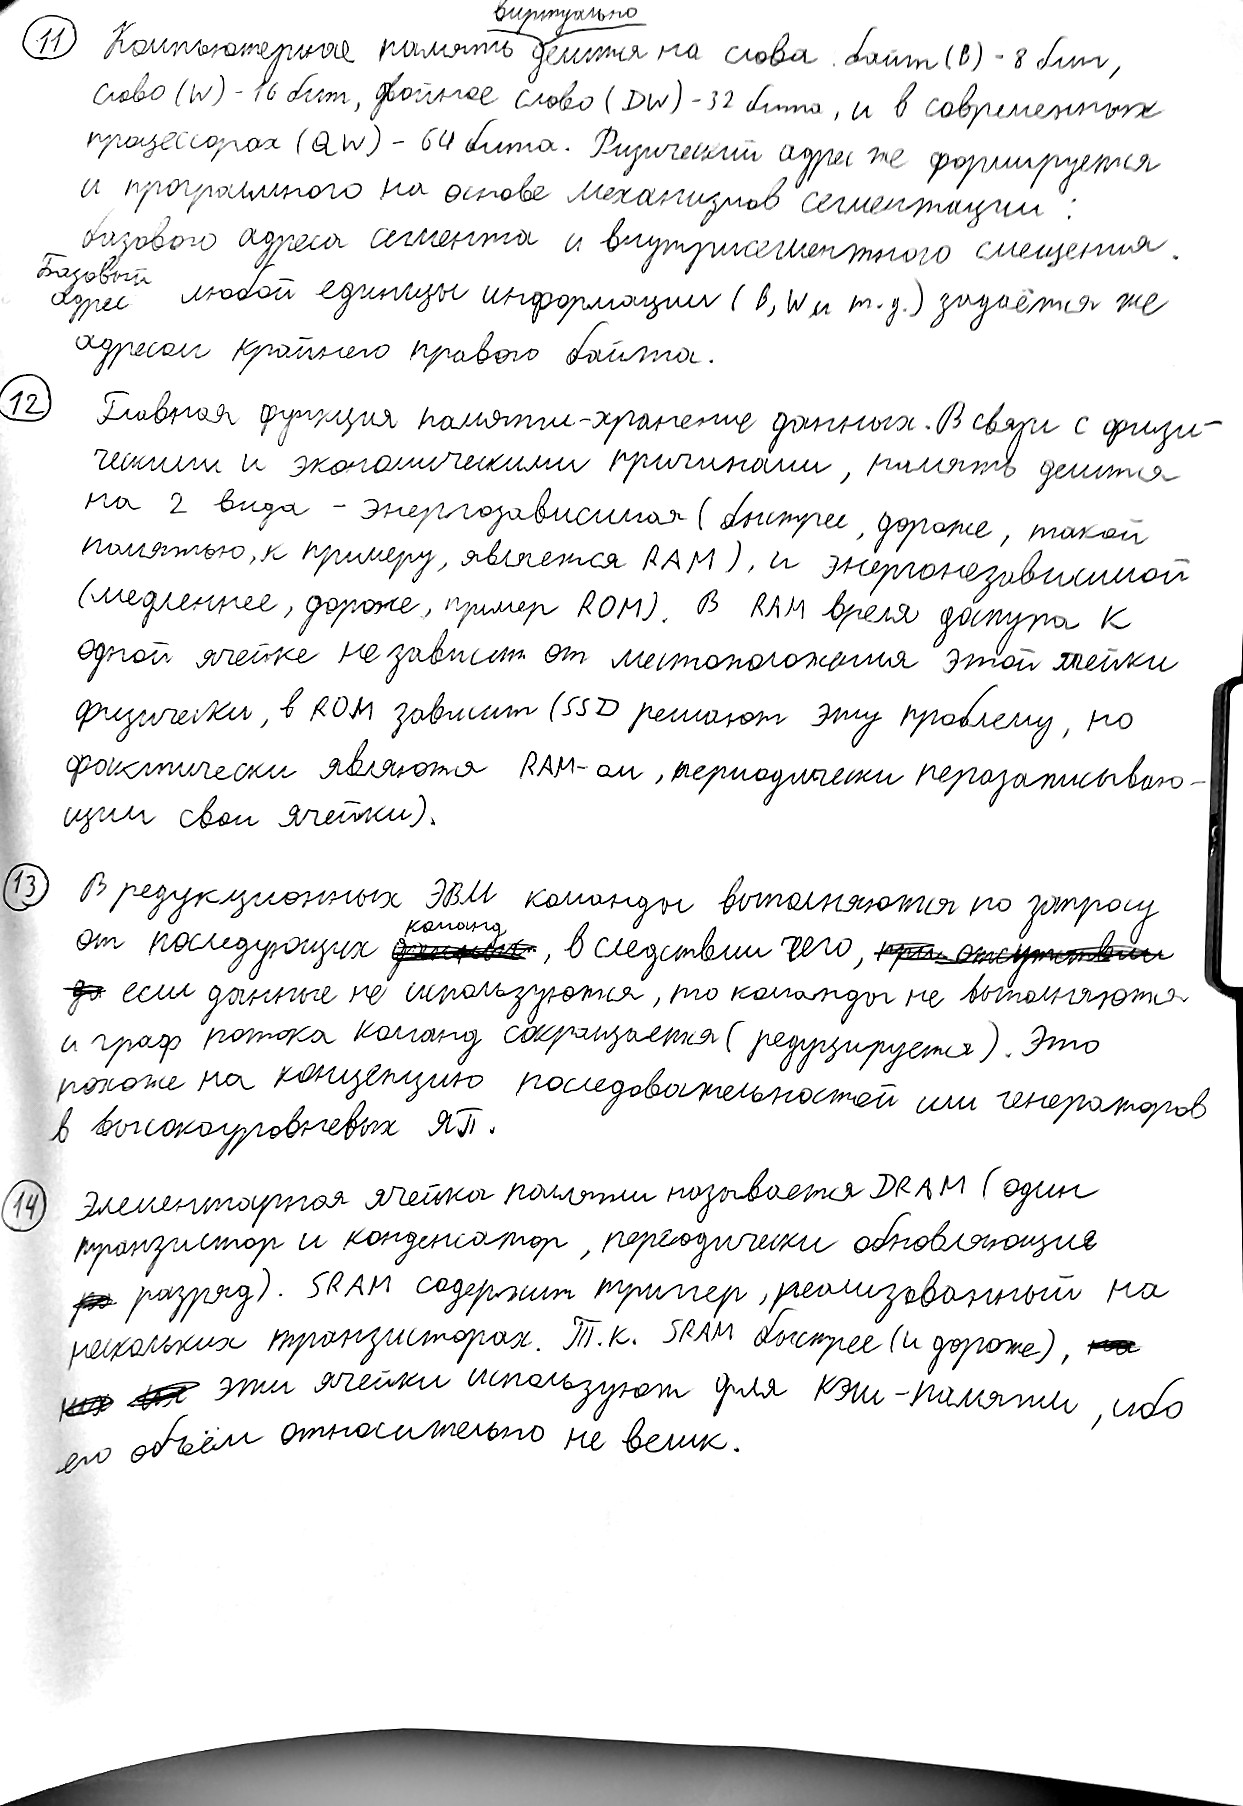 виртуально
11 Компьютерное память делится на слова. байт (B) - 8 бит,
слово (W) - 16 бит, двойное слово (DW) - 32 бита, и в современных
процессорах (QW) - 64 бита. Физический адрес же формируется
и программного на основе механизмов сегментации:
базового адреса сегмента и внутрисегментного смещения.
Базовый
адрес любой единицы информации (B, W и т.д.) задаётся же
адресом крайнего правого байта.
12 Главная функция памяти - хранение данных. В связи с физи-
ческими и экономическими причинами, память делится
на 2 вида - энергозависимая (быстрее, дороже, такой
памятью, к примеру, является RAM), и энергонезависимой
(медленнее, дороже, пример ROM). В RAM время доступа к
одной ячейке не зависит от местоположения этой ячейки
физически, в ROM зависит (SSD решают эту проблему, но
фактически являются RAM-ом, периодически перезаписываю-
щим свои ячейки).
13 В редукционных ЭВМ команды выполняются по запросу
от последующих команд, в следствии чего,
если данные не используются, то команды не выполняются
и граф потока команд сокращается (редуцируется). Это
похоже на концепцию последовательностей или генераторов
в высокоуровневых ЯП.
14 Элементарная ячейка памяти называется DRAM (один
транзистор и конденсатор, периодически обновляющие
разряд). SRAM содержит тригер, реализованный на
нескольких транзисторах. Т.к. SRAM быстрее (и дороже),
эти ячейки используют для КЭШ-памяти, ибо
его объём относительно не велик.